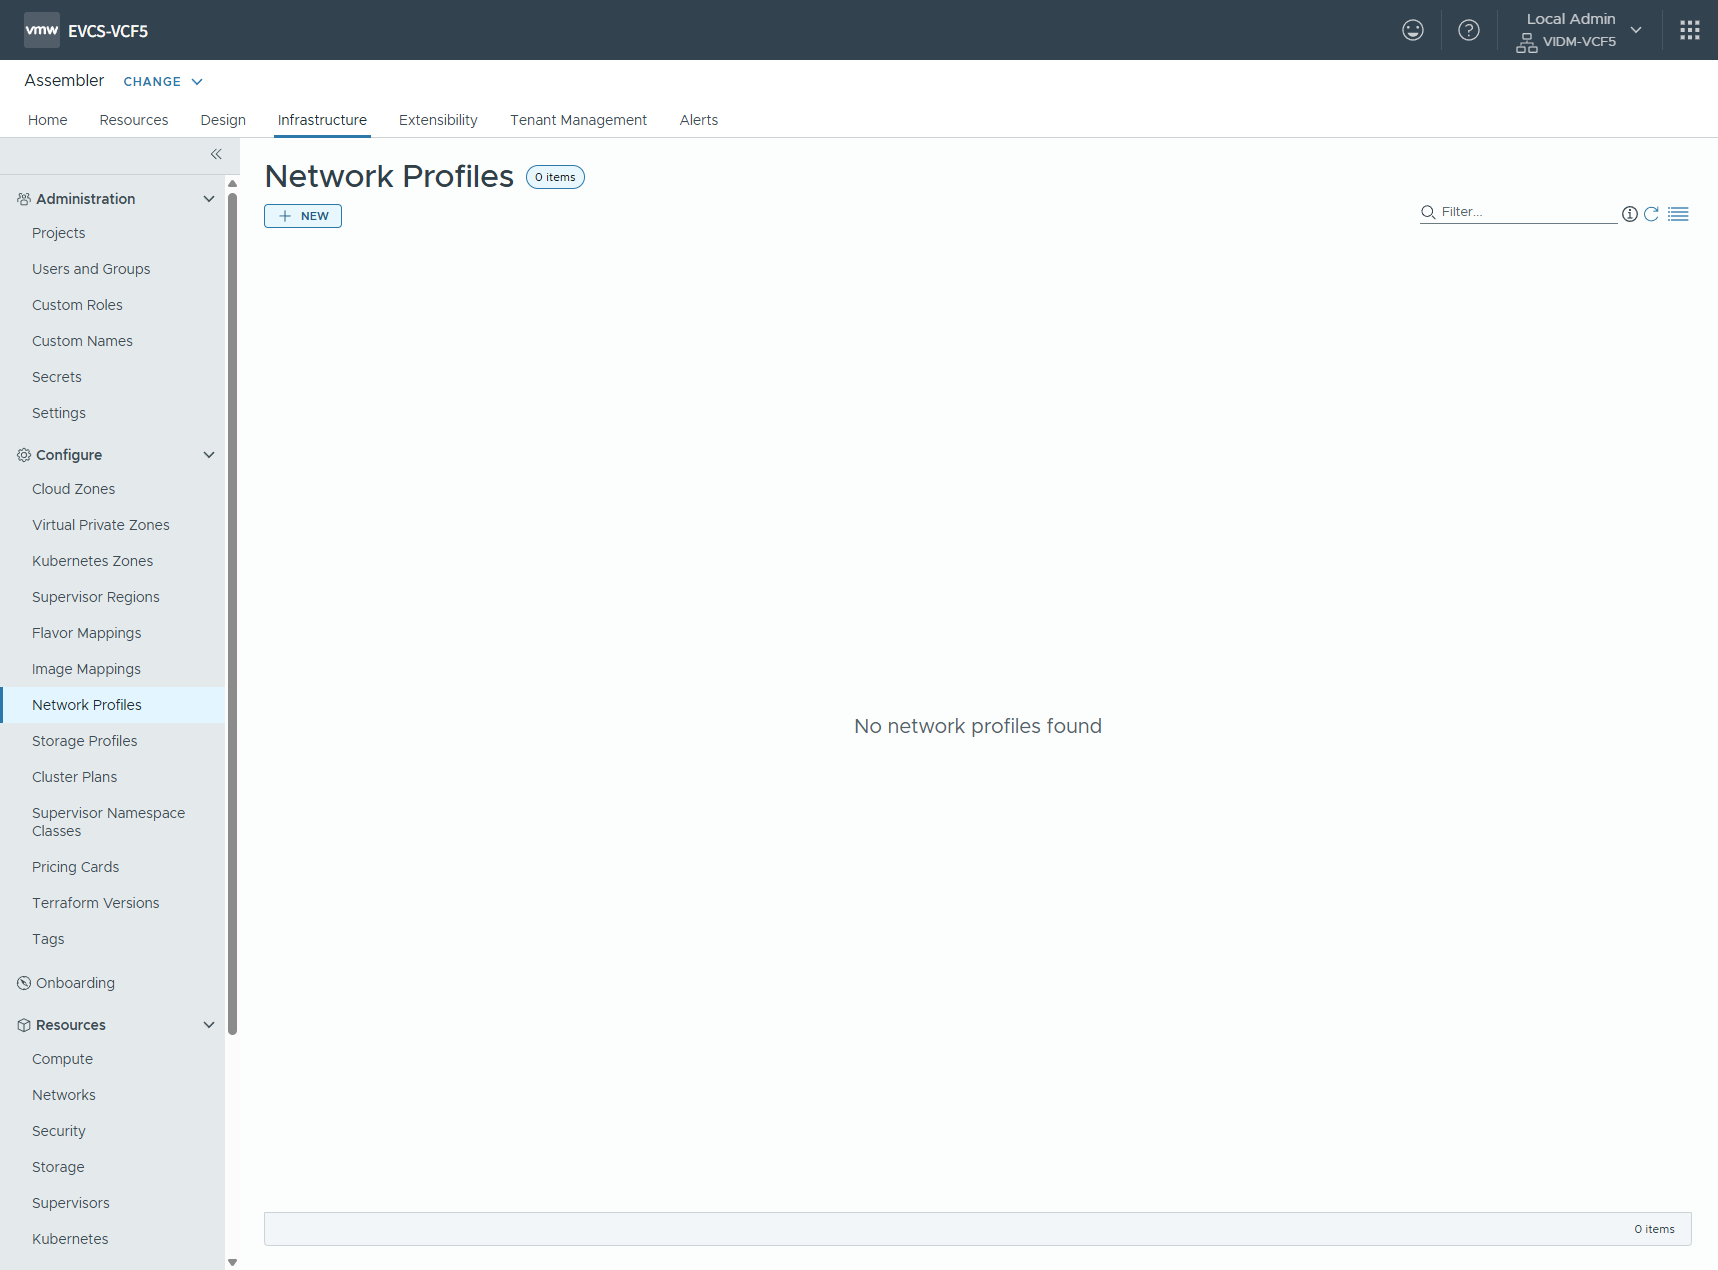 vmw EVCS-VCF5
Local Admin
VIDM-VCF5
Assembler CHANGE
Home Resources Design Infrastructure Extensibility Tenant Management Alerts
Administration
Projects
Users and Groups
Custom Roles
Custom Names
Secrets
Settings
Configure
Cloud Zones
Virtual Private Zones
Kubernetes Zones
Supervisor Regions
Flavor Mappings
Image Mappings
Network Profiles
Storage Profiles
Cluster Plans
Supervisor Namespace
Classes
Pricing Cards
Terraform Versions
Tags
Onboarding
Resources
Compute
Networks
Security
Storage
Supervisors
Kubernetes
Network Profiles 0 items
+ NEW
Filter...
No network profiles found
0 items